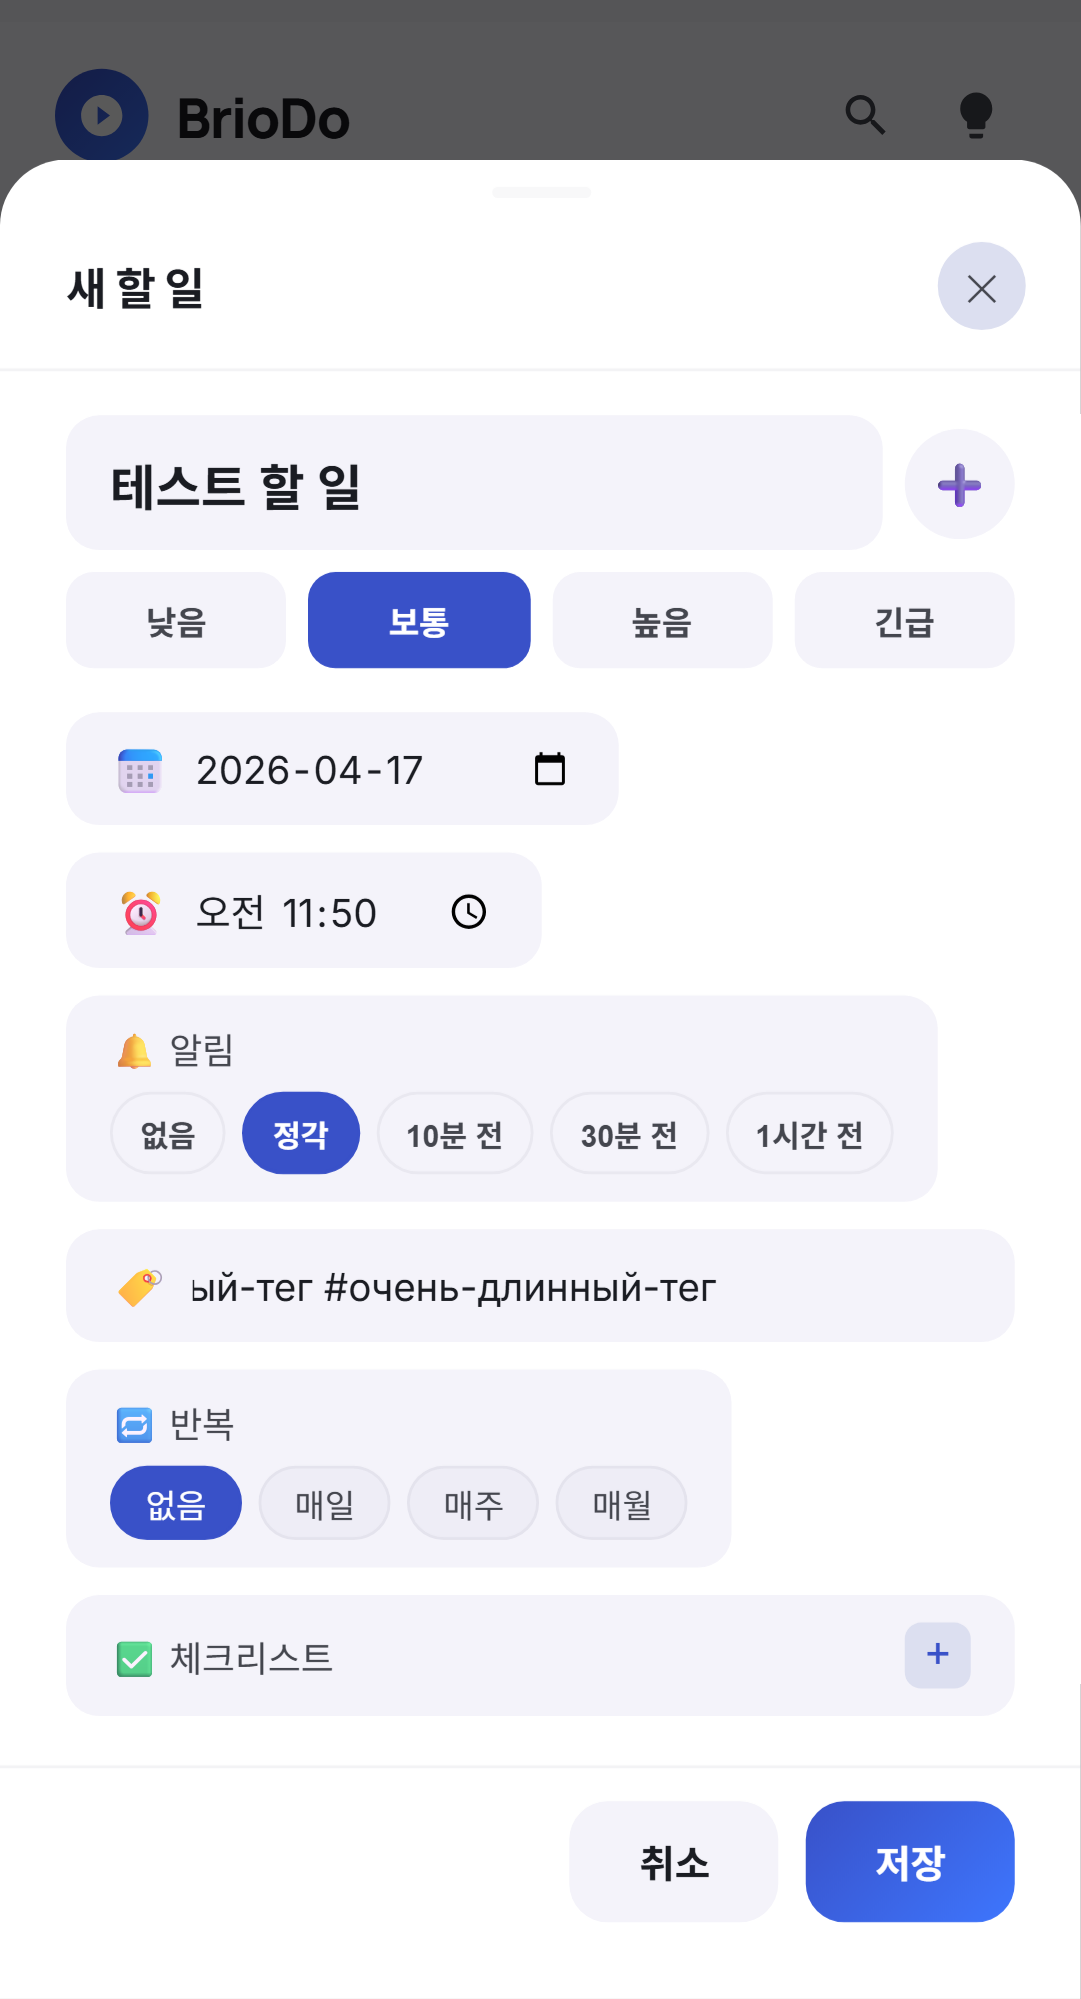 BrioDo
새 할 일
테스트 할 일
낮음 보통 높음 긴급
2026-04-17
오전 11:50
알림
없음 정각 10분 전 30분 전 1시간 전
ый-тег #очень-длинный-тег
반복
없음 매일 매주 매월
체크리스트 +
취소 저장